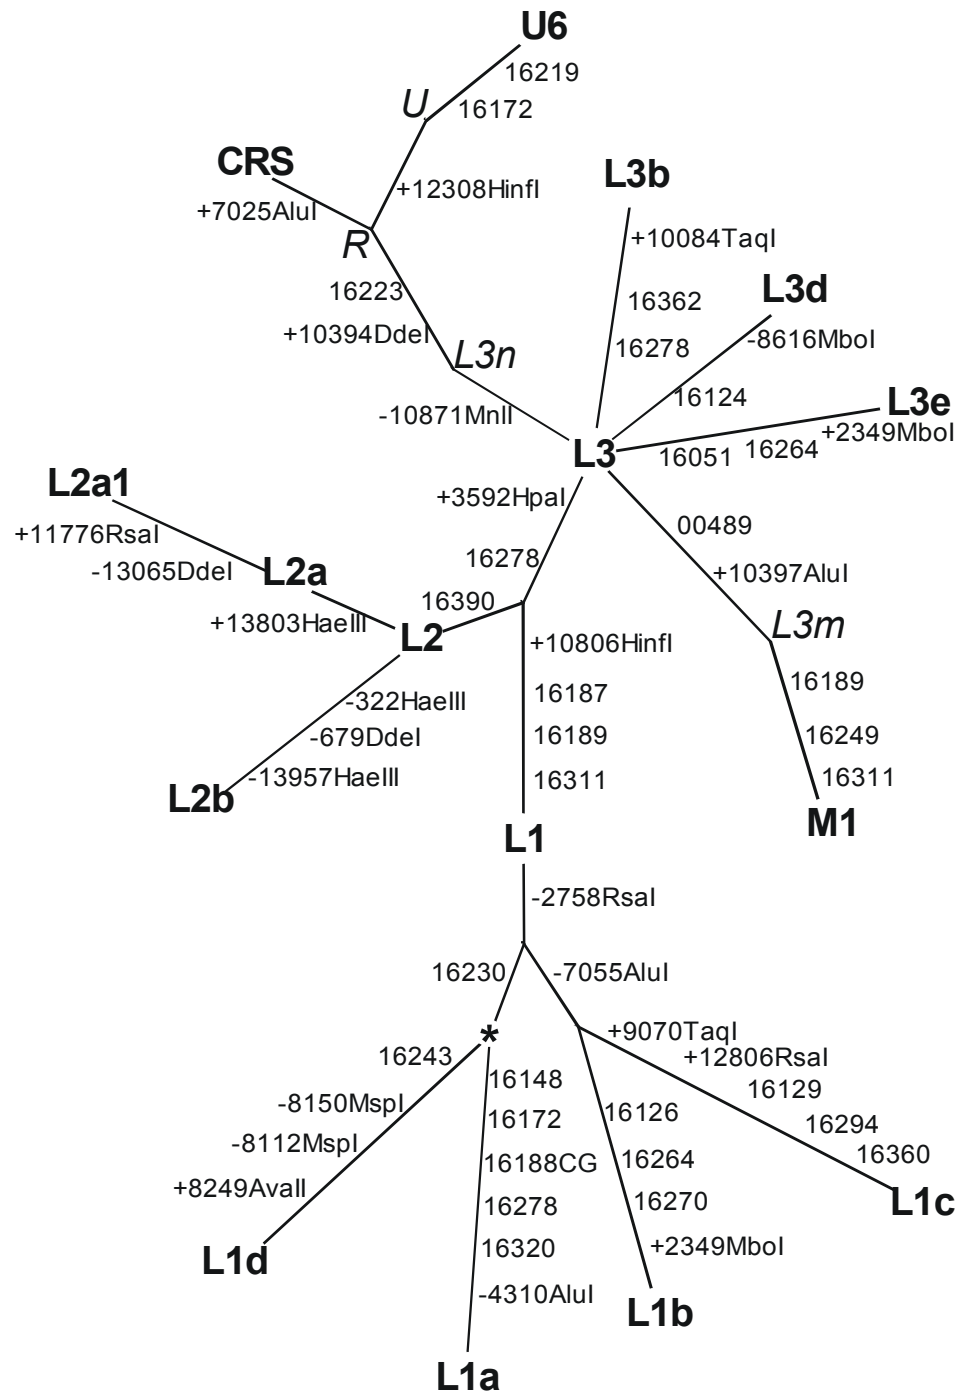 U6
16219
U
16172
CRS
+12308HinfI
L3b
+7025AluI
R
+10084TaqI
16223
L3d
16362
+10394DdeI
L3n
16278
-8616MboI
16124
-10871MnlI
L3e
+2349MboI
L3
16051
16264
L2a1
+3592HpaI
+11776RsaI
00489
-13065DdeI
L2a
16278
+10397AluI
+13803HaeIII
16390
L2
L3m
+10806HinfI
-322HaeIII
16187
16189
-679DdeI
16189
16249
-13957HaeIII
16311
16311
L2b
L1
M1
-2758RsaI
16230
-7055AluI
*
+9070TaqI
16243
+12806RsaI
16148
16129
-8150MspI
16172
16126
16294
-8112MspI
16188CG
16264
16360
+8249AvaII
16278
16270
L1c
16320
+2349MboI
L1d
-4310AluI
L1b
L1a